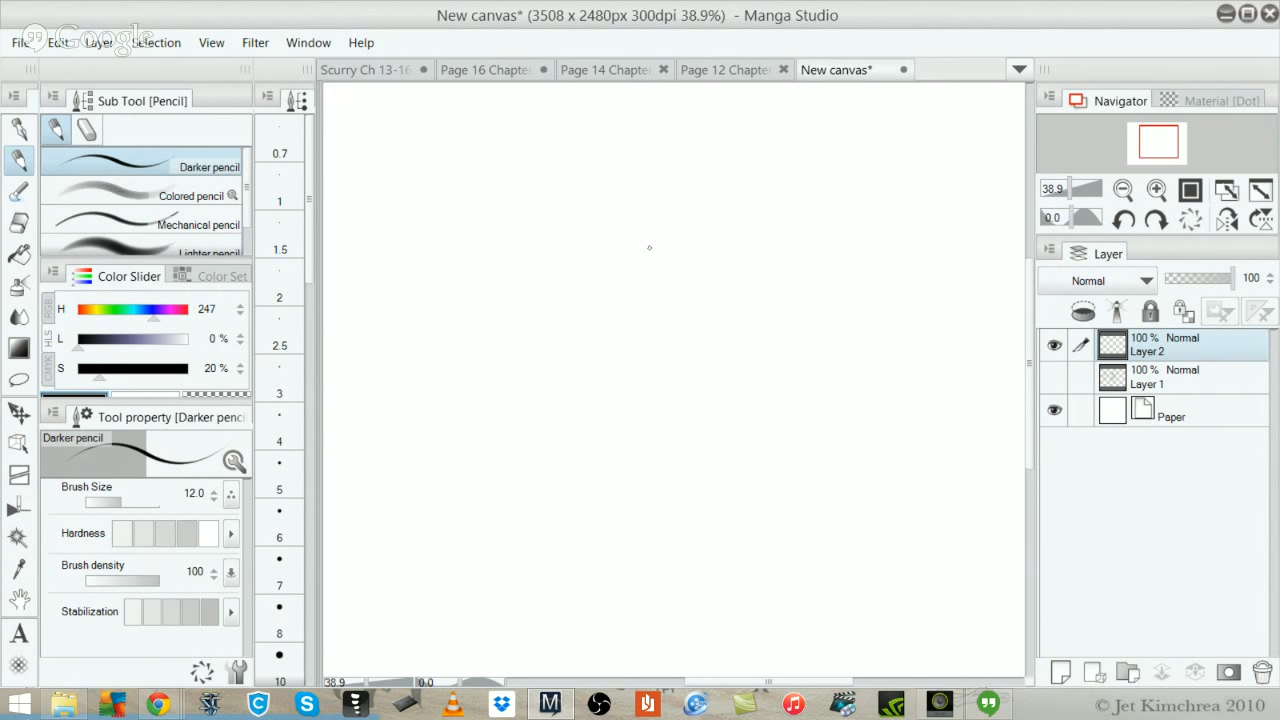 New canvas* (3508 x 2480px 300dpi 38.9%) - Manga Studio
File Edit Layer Selection View Filter Window Help
Google
Scurry Ch 13-16 Page 16 Chapte Page 14 Chapte Page 12 Chapte New canvas*
Sub Tool [Pencil]
Darker pencil
Colored pencil
Mechanical pencil
Lighter pencil
Color Slider Color Set
RGB
HLS
CMYK
H 247
L 0 %
S 20 %
Tool property [Darker penci
Darker pencil
Brush Size 12.0
Hardness
Brush density 100
Stabilization
A
0.7
1
1.5
2
2.5
3
4
5
6
7
8
10
38.9 0.0
Navigator Material [Dot]
38.9
0.0
Layer
Normal 100
100 % Normal
Layer 2
100 % Normal
Layer 1
Paper
© Jet Kimchrea 2010